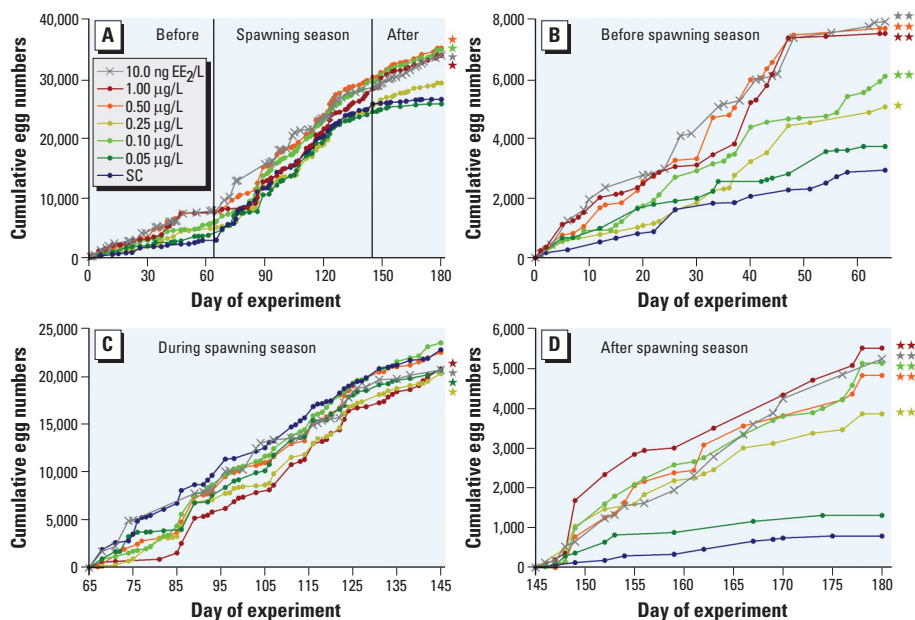 A
Before
Spawning season
After
Cumulative egg numbers
40,000
30,000
20,000
10,000
0
10.0 ng EE2/L
1.00 µg/L
0.50 µg/L
0.25 µg/L
0.10 µg/L
0.05 µg/L
SC
0 30 60 90 120 150 180
Day of experiment
B
Before spawning season
Cumulative egg numbers
8,000
6,000
4,000
2,000
0
0 10 20 30 40 50 60
Day of experiment
C
During spawning season
Cumulative egg numbers
25,000
20,000
15,000
10,000
5,000
0
65 75 85 95 105 115 125 135 145
Day of experiment
D
After spawning season
Cumulative egg numbers
6,000
5,000
4,000
3,000
2,000
1,000
0
145 150 155 160 165 170 175 180
Day of experiment